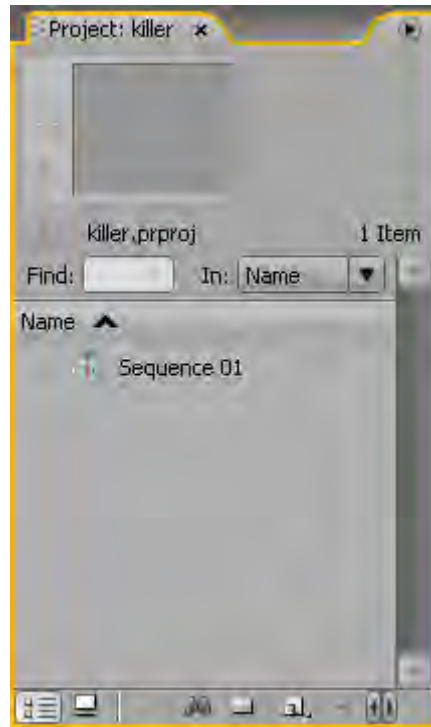 Project: killer x
killer.prproj 1 Item
Find: In: Name
Name
Sequence 01